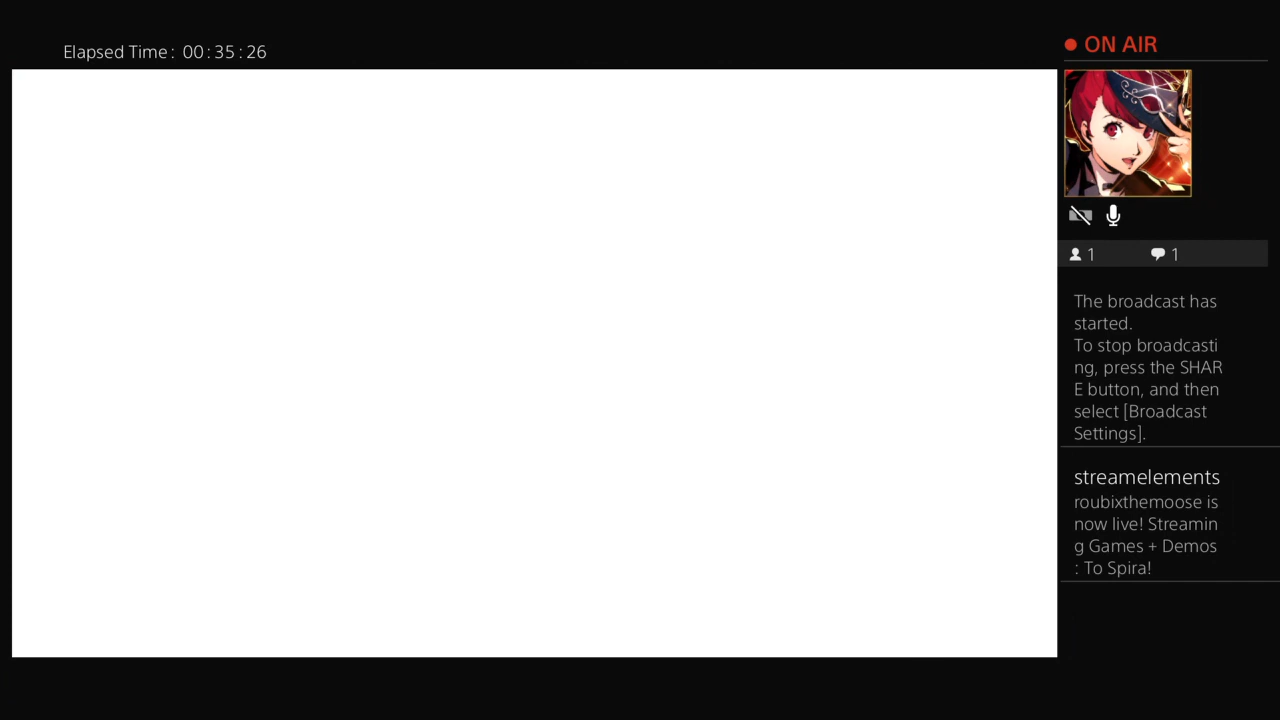 Elapsed Time: 00:35:26
ON AIR
1 1
The broadcast has
started.
To stop broadcasti
ng, press the SHAR
E button, and then
select [Broadcast
Settings].
streamelements
roubixthemoose is
now live! Streamin
g Games + Demos
: To Spira!